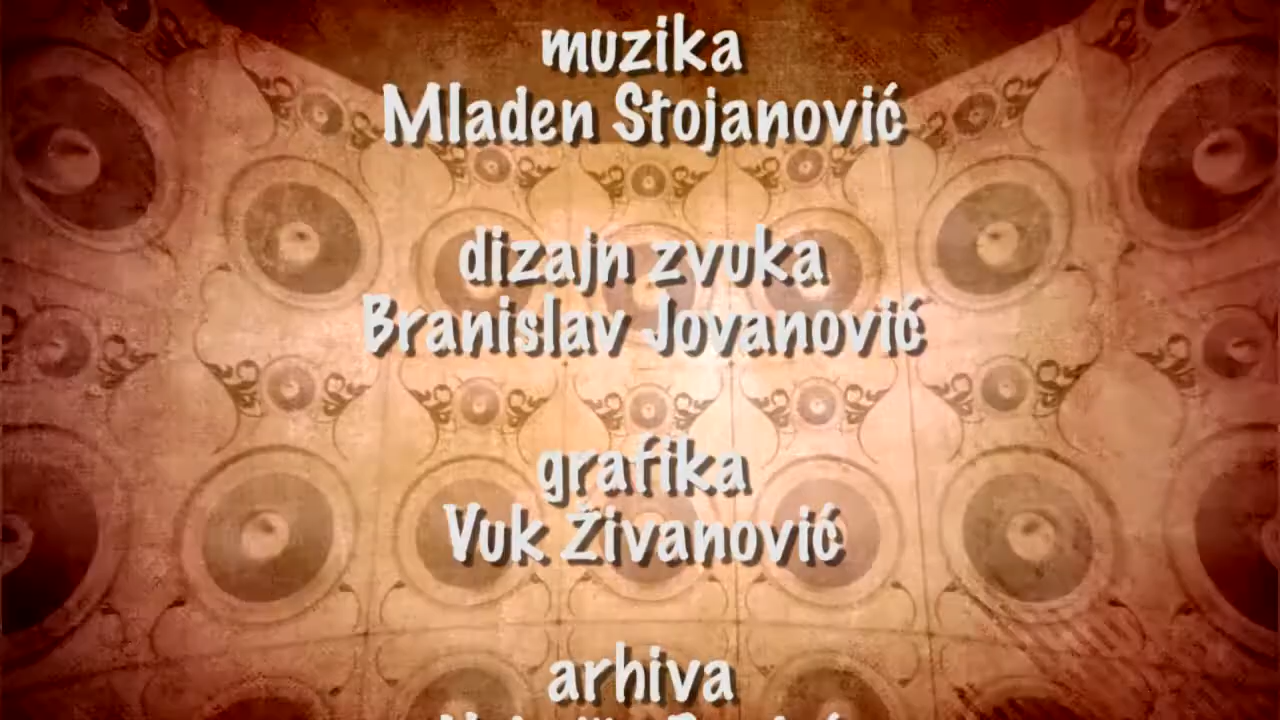 muzika
Mladen Stojanović
dizajn zvuka
Branislav Jovanović
grafika
Vuk Živanović
arhiva